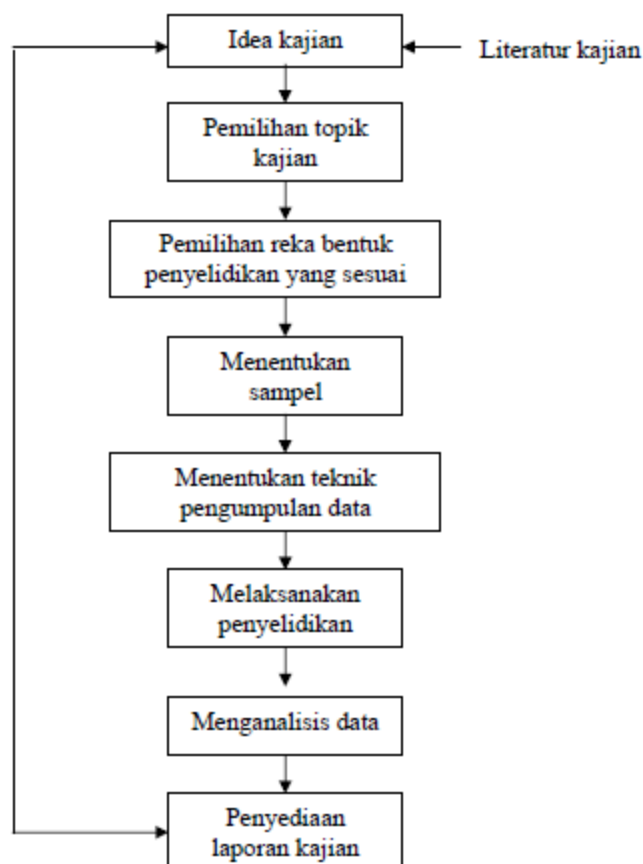 Idea kajian
Literatur kajian
Pemilihan topik
kajian
Pemilihan reka bentuk
penyelidikan yang sesuai
Menentukan
sampel
Menentukan teknik
pengumpulan data
Melaksanakan
penyelidikan
Menganalisis data
Penyediaan
laporan kajian